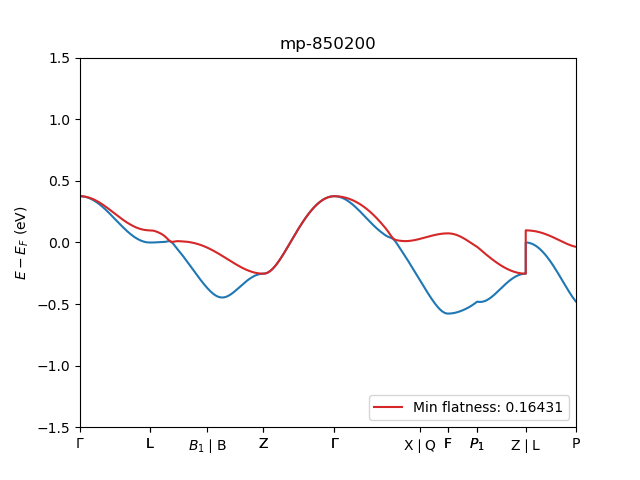 mp-850200
E − E_F (eV)
1.5
1.0
0.5
0.0
−0.5
−1.0
−1.5
Min flatness: 0.16431
Γ L B₁ | B Z Γ X | Q F P₁ Z | L P